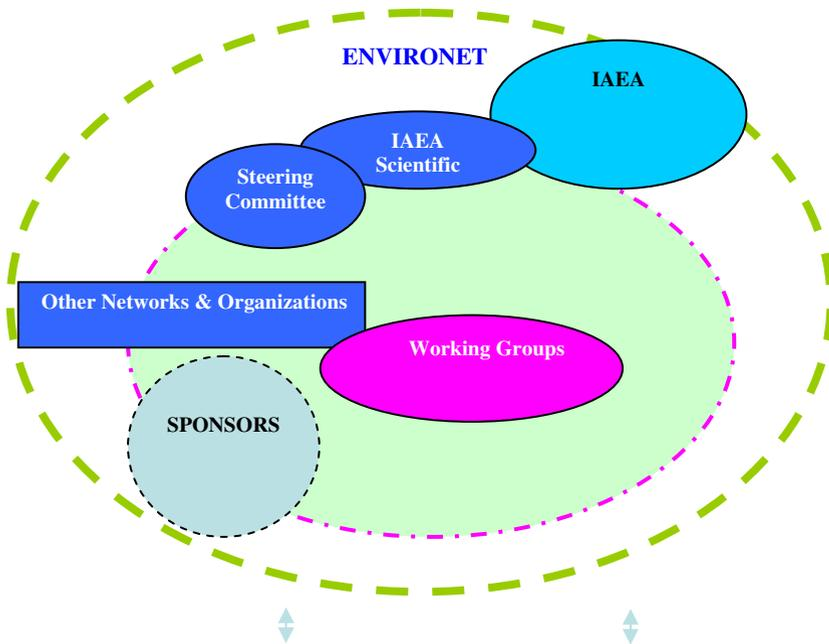 ENVIRONET
IAEA
IAEA
Scientific
Steering
Committee
Other Networks & Organizations
Working Groups
SPONSORS